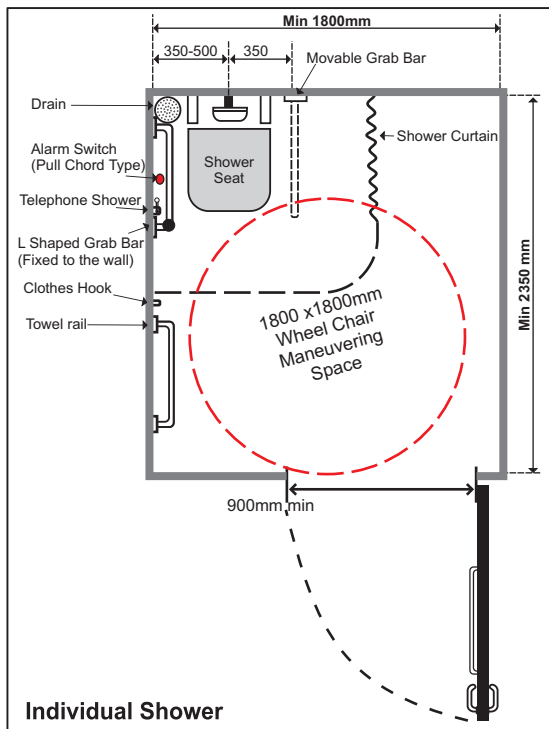 Min 1800mm
350-500
350
Movable Grab Bar
Drain
Shower Curtain
Alarm Switch
(Pull Chord Type)
Shower
Seat
Telephone Shower
L Shaped Grab Bar
(Fixed to the wall)
Clothes Hook
Towel rail
1800 x1800mm
Wheel Chair
Maneuvering
Space
Min 2350 mm
900mm min
Individual Shower